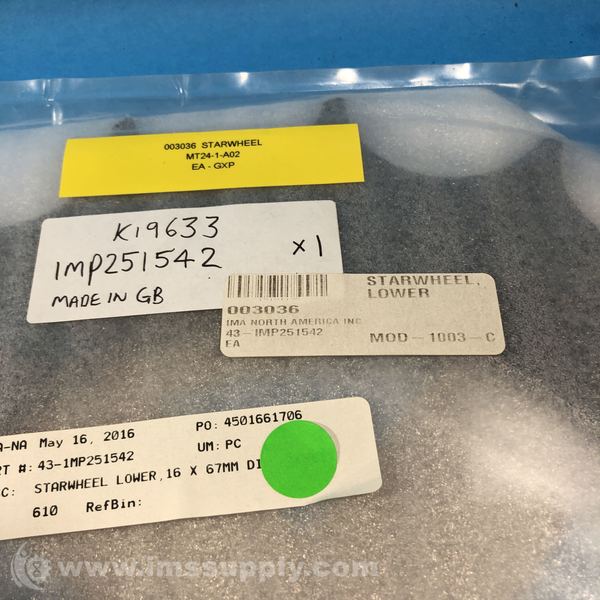 003036 STARWHEEL
MT24-1-A02
EA - GXP
K19633
1MP251542 X1
MADE IN GB
STARWHEEL,
LOWER
003036
IMA NORTH AMERICA INC
43-1MP251542
EA
MOD-1003-C
A-NA May 16, 2016
PO: 4501661706
RT #: 43-1MP251542
UM: PC
C: STARWHEEL LOWER,16 X 67MM DI
610 RefBin:
www.imssupply.com